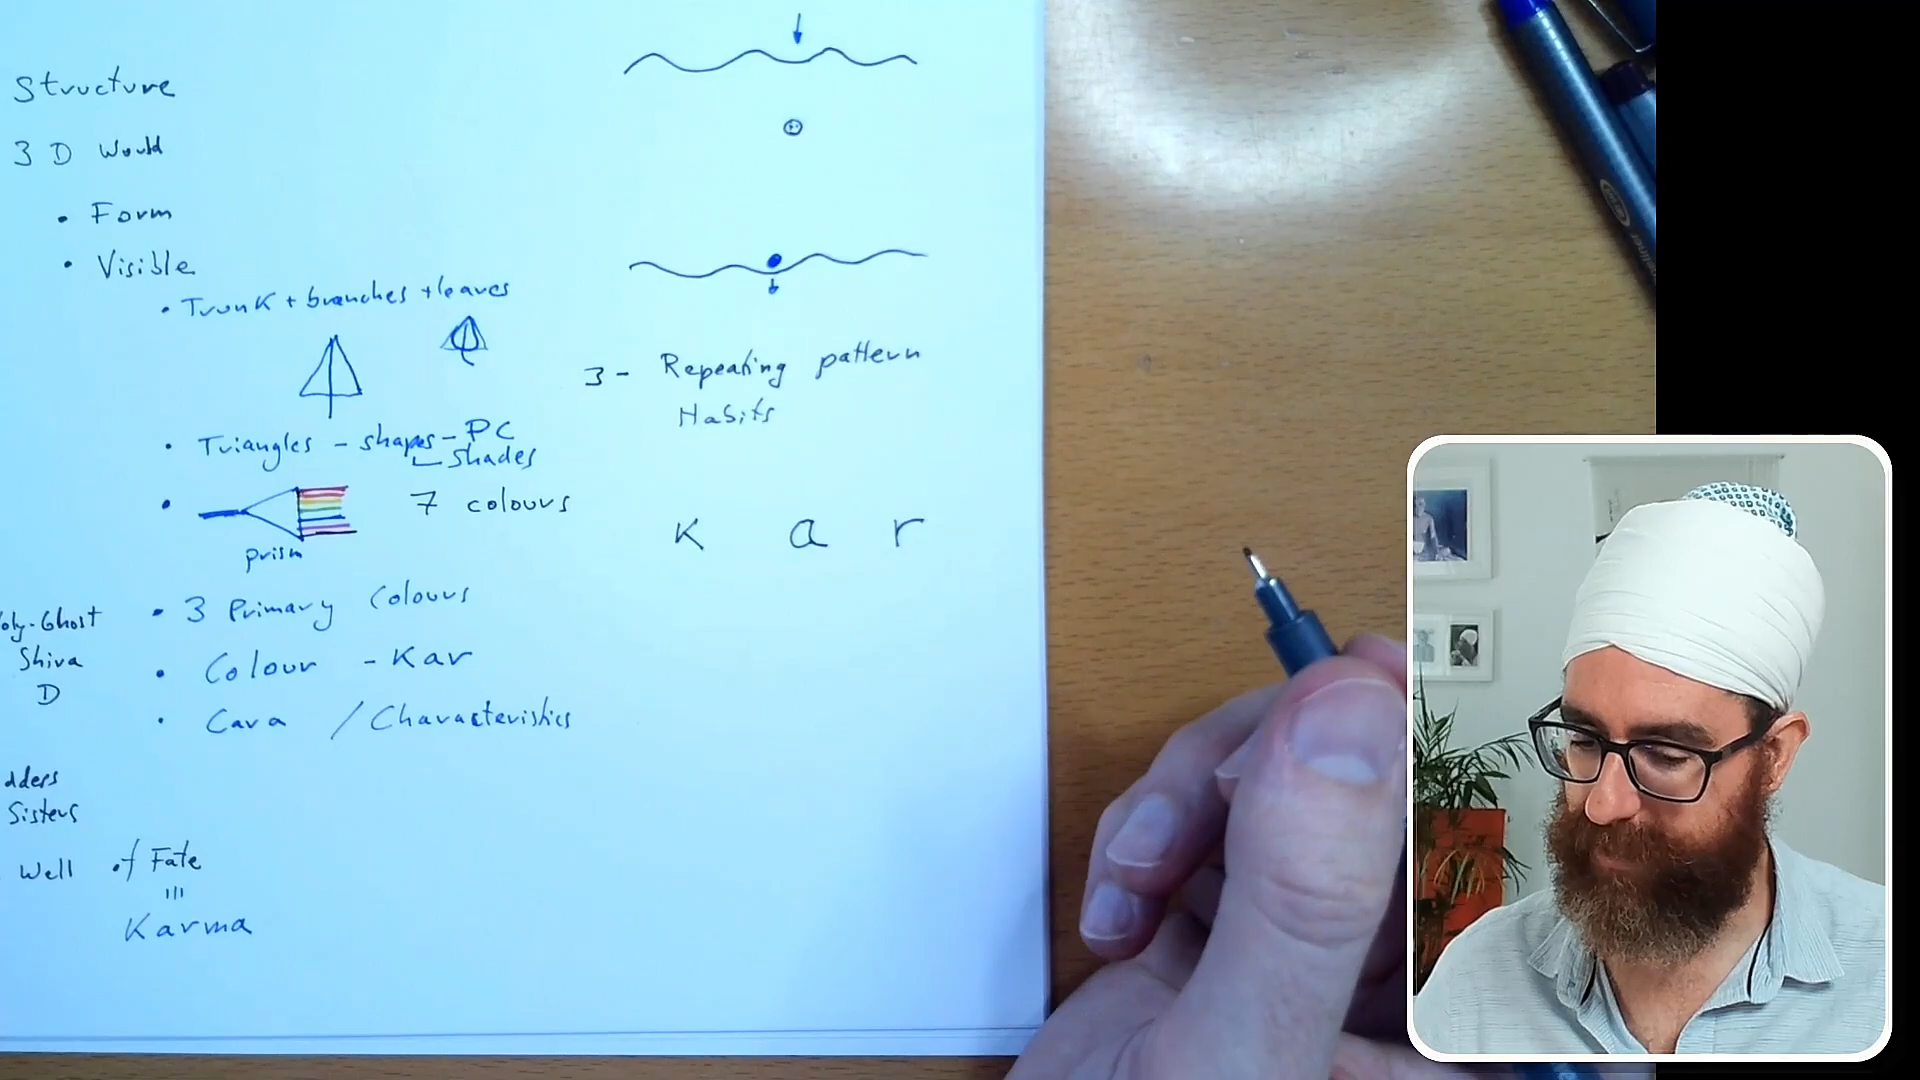 Structure
3 D World
• Form
• Visible
• Trunk + branches + leaves
• Triangles - shapes - PC
shades
7 colours
prism
• 3 Primary Colours
oly-Ghost
Shiva
D
• Colour - Kar
• Cara / Characteristics
dders
Sisters
Well of Fate
Karma
3 - Repeating pattern
Habits
K a r